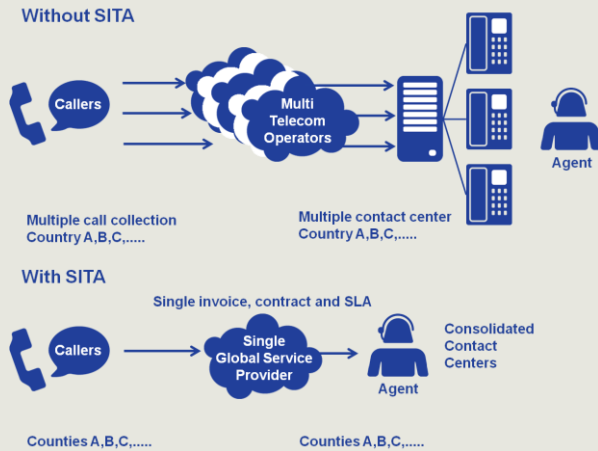 Without SITA
Callers
Multi
Telecom
Operators
Agent
Multiple call collection
Country A,B,C,.....
Multiple contact center
Country A,B,C,.....
With SITA
Single invoice, contract and SLA
Callers
Single
Global Service
Provider
Agent
Consolidated
Contact
Centers
Counties A,B,C,.....
Counties A,B,C,.....